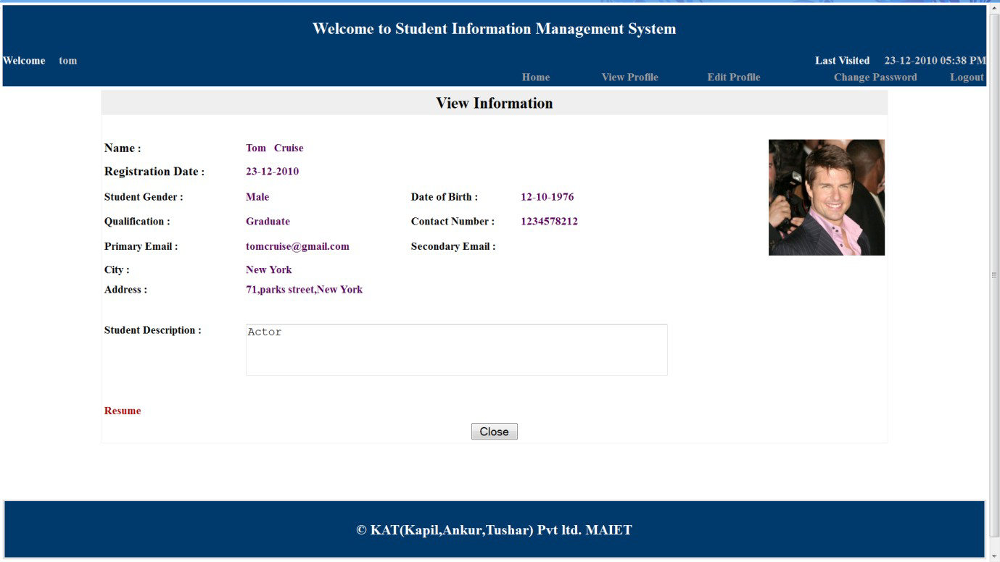 Welcome to Student Information Management System
Welcome tom Last Visited 23-12-2010 05:38 PM
Home View Profile Edit Profile Change Password Logout
View Information
Name : Tom Cruise
Registration Date : 23-12-2010
Student Gender : Male Date of Birth : 12-10-1976
Qualification : Graduate Contact Number : 1234578212
Primary Email : tomcruise@gmail.com Secondary Email :
City : New York
Address : 71,parks street,New York
Student Description : Actor
Resume
Close
© KAT(Kapil,Ankur,Tushar) Pvt ltd. MAIET